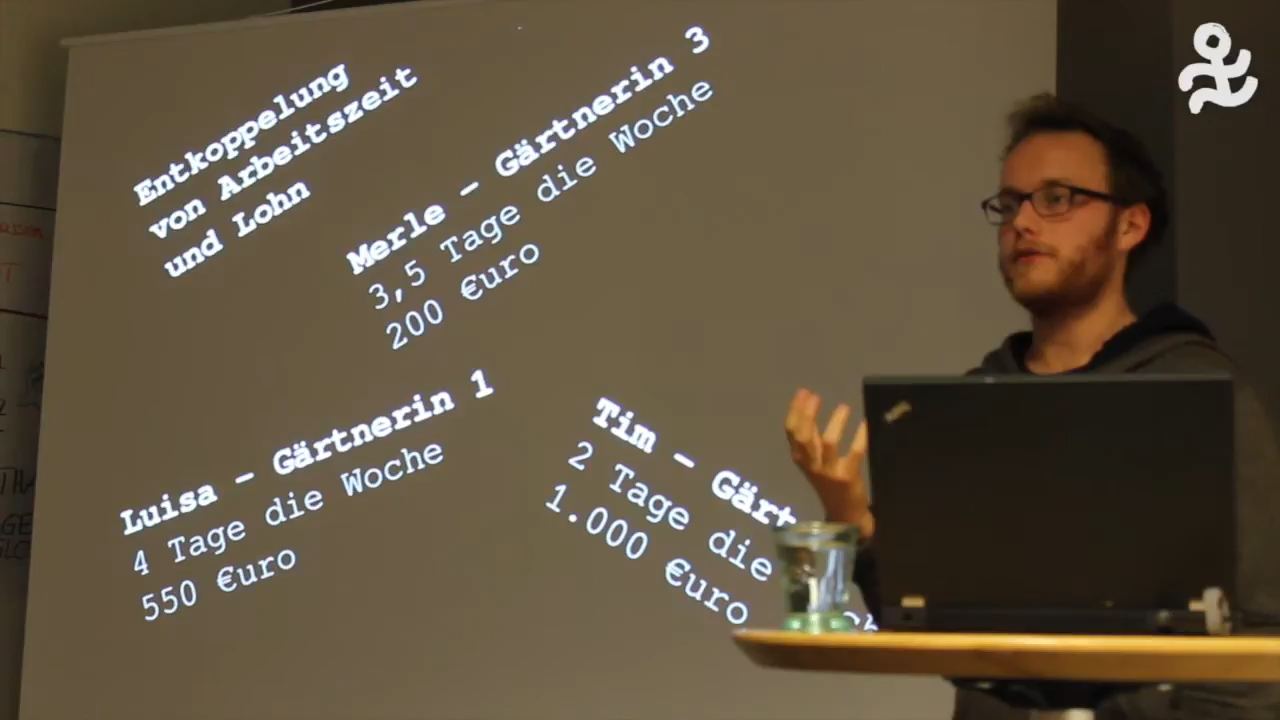 Entkoppelung
von Arbeitszeit
und Lohn
Merle - Gärtnerin 3
3,5 Tage die Woche
200 €uro
Luisa - Gärtnerin 1
4 Tage die Woche
550 €uro
Tim - Gärt
2 Tage die
1.000 €uro